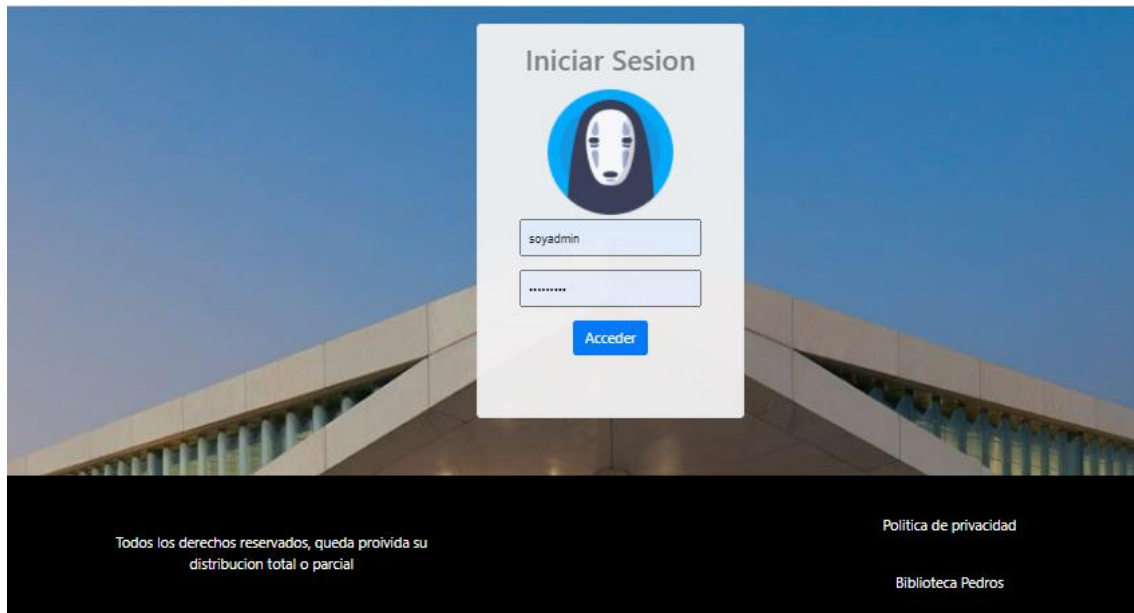 Iniciar Sesion
soyadmin
•••••••••
Acceder
Todos los derechos reservados, queda proivida su
distribucion total o parcial
Politica de privacidad
Biblioteca Pedros